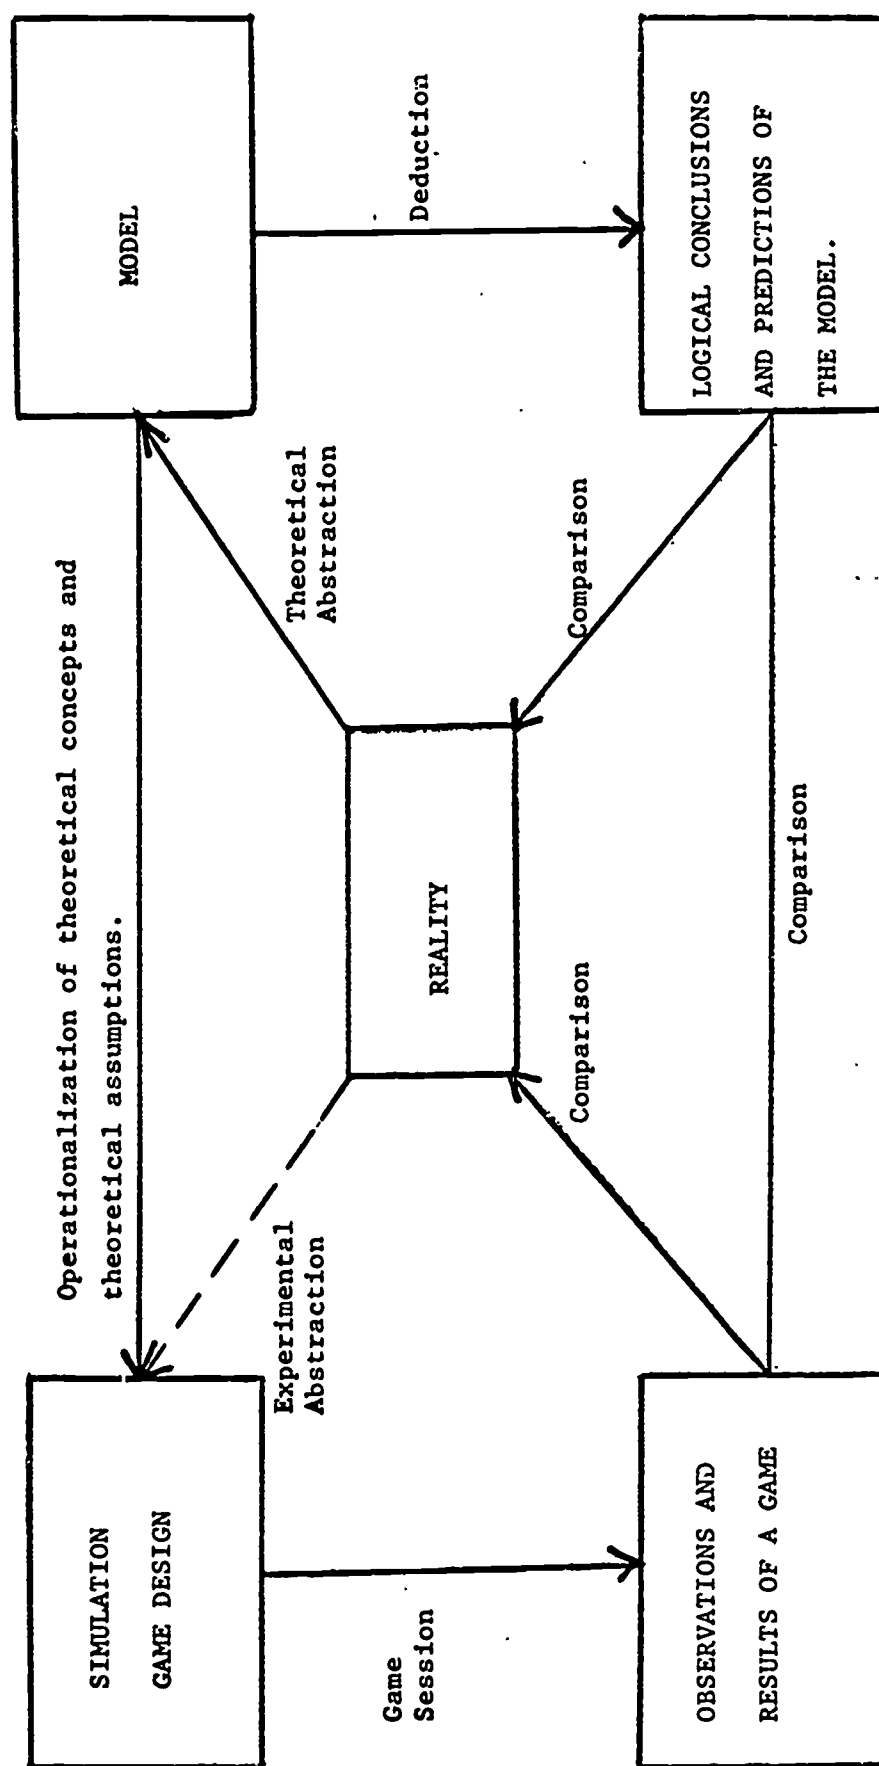 Operationalization of theoretical concepts and
theoretical assumptions.
SIMULATION
GAME DESIGN
MODEL
Experimental
Abstraction
Theoretical
Abstraction
Game
Session
REALITY
Deduction
Comparison
Comparison
OBSERVATIONS AND
RESULTS OF A GAME
LOGICAL CONCLUSIONS
AND PREDICTIONS OF
THE MODEL.
Comparison